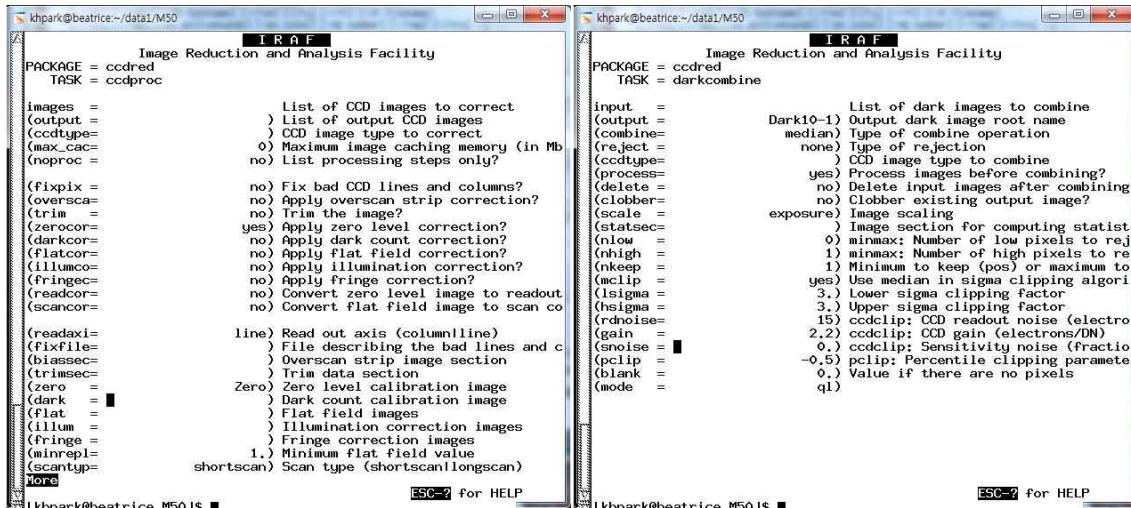 khpark@beatrice:~/data1/M50
I R A F
Image Reduction and Analysis Facility
PACKAGE = ccdred
TASK = ccdproc
images = List of CCD images to correct
(output = ) List of output CCD images
(ccdtype= ) CCD image type to correct
(max_cac= 0) Maximum image caching memory (in Mb
(noproc = no) List processing steps only?
(fixpix = no) Fix bad CCD lines and columns?
(oversca= no) Apply overscan strip correction?
(trim = no) Trim the image?
(zerocor= yes) Apply zero level correction?
(darkcor= no) Apply dark count correction?
(flatcor= no) Apply flat field correction?
(illumco= no) Apply illumination correction?
(fringec= no) Apply fringe correction?
(readcor= no) Convert zero level image to readout
(scancor= no) Convert flat field image to scan co
(readaxi= line) Read out axis (column|line)
(fixfile= ) File describing the bad lines and c
(biassec= ) Overscan strip image section
(trimsec= ) Trim data section
(zero = Zero) Zero level calibration image
(dark = ) Dark count calibration image
(flat = ) Flat field images
(illum = ) Illumination correction images
(fringe = ) Fringe correction images
(minrepl= 1.) Minimum flat field value
(scantyp= shortscan) Scan type (shortscan|longscan)
More
ESC-? for HELP
[khpark@beatrice M50]$
khpark@beatrice:~/data1/M50
I R A F
Image Reduction and Analysis Facility
PACKAGE = ccdred
TASK = darkcombine
input = List of dark images to combine
(output = Dark10-1) Output dark image root name
(combine= median) Type of combine operation
(reject = none) Type of rejection
(ccdtype= ) CCD image type to combine
(process= yes) Process images before combining?
(delete = no) Delete input images after combining
(clobber= no) Clobber existing output image?
(scale = exposure) Image scaling
(statsec= ) Image section for computing statist
(nlow = 0) minmax: Number of low pixels to rej
(nhigh = 1) minmax: Number of high pixels to re
(nkeep = 1) Minimum to keep (pos) or maximum to
(mclip = yes) Use median in sigma clipping algori
(lsigma = 3.) Lower sigma clipping factor
(hsigma = 3.) Upper sigma clipping factor
(rdnoise= 15) ccdclip: CCD readout noise (electro
(gain = 2.2) ccdclip: CCD gain (electrons/DN)
(snoise = 0.) ccdclip: Sensitivity noise (fractio
(pclip = -0.5) pclip: Percentile clipping paramete
(blank = 0.) Value if there are no pixels
(mode = ql)
ESC-? for HELP
[khpark@beatrice M50]$